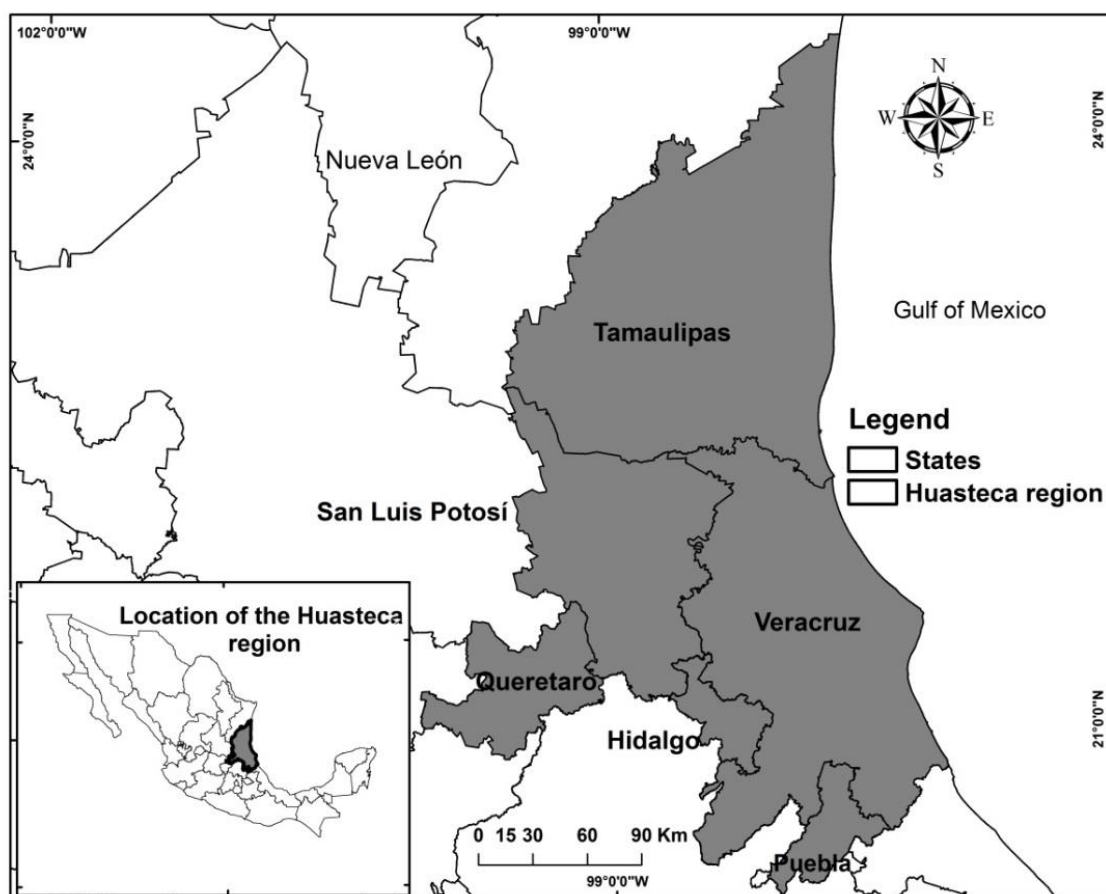 102°0'0"W
99°0'0"W
N
W
E
S
24°0'0"N
24°0'0"N
Nueva León
Gulf of Mexico
Tamaulipas
Legend
States
Huasteca region
San Luis Potosí
Location of the Huasteca
region
Veracruz
Queretaro
Hidalgo
21°0'0"N
0 15 30 60 90 Km
Puebla
99°0'0"W